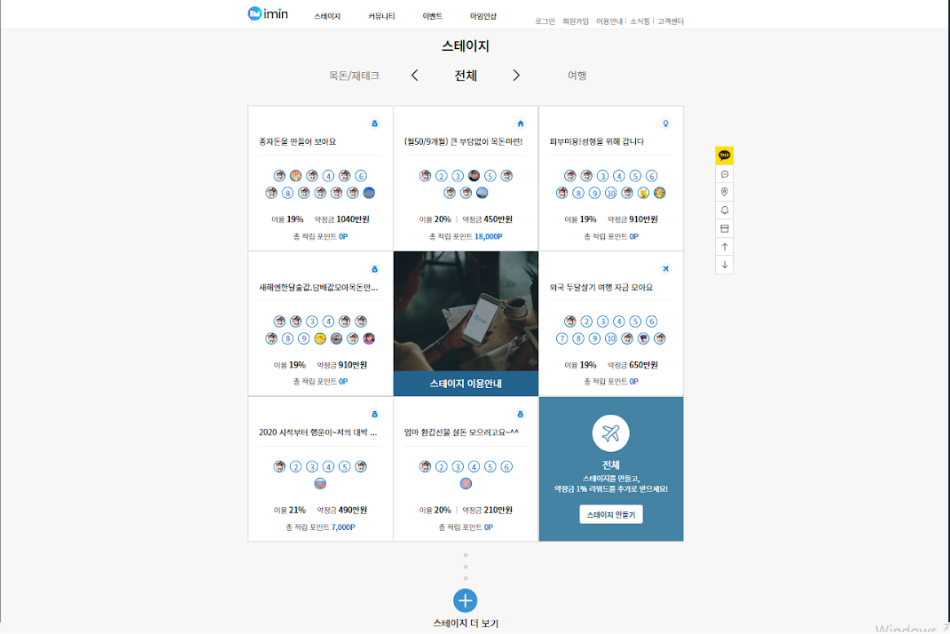 imin
스테이지 커뮤니티 이벤트 아임인상
로그인 회원가입 이용안내 | 소식통 | 고객센터
스테이지
목돈/재테크 전체 여행
종자돈을 만들어 보아요
4 6
8
이율 19% 약정금 1040만원
총 적립 포인트 0P
(월50/9개월) 큰 부담없이 목돈마련!
2 3 5
이율 20% | 약정금 450만원
총 적립 포인트 18,000P
피부미용!성형을 위해 갑니다
3 4 5 6
8 9 10
이율 19% 약정금 910만원
총 적립 포인트 0P
새해엔한달술값,담배값모아목돈만...
3 4
8 9
이율 19% 약정금 910만원
총 적립 포인트 0P
imin
스테이지 이용안내
외국 두달살기 여행 자금 모아요
2 3 4 5 6
7 8 9 10
이율 19% 약정금 650만원
총 적립 포인트 0P
2020 시작부터 행운이~저의 대박 ...
2 3 4 5
이율 21% 약정금 490만원
총 적립 포인트 7,000P
엄마 환갑선물 살돈 모으려고요~^^
2 3 4 5 6
이율 20% | 약정금 210만원
총 적립 포인트 0P
전체
스테이지를 만들고,
약정금 1% 리워드를 추가로 받으세요!
스테이지 만들기
스테이지 더 보기
Windows